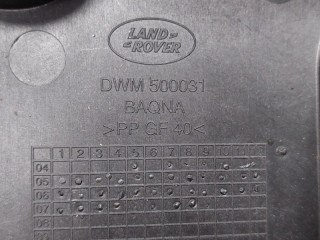 LAND-
-ROVER
DWM 500031
BAQNA
>PP GF 40<
1 2 3 4 5 6 7 8 9
04
05
06
07
08